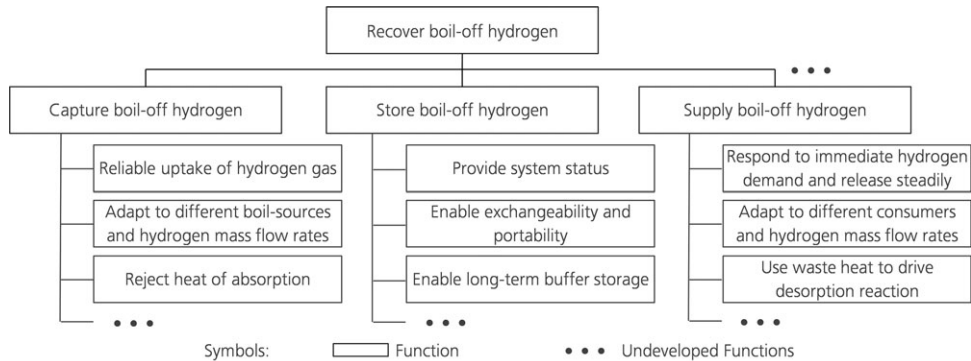 Recover boil-off hydrogen
• • •
Capture boil-off hydrogen
Store boil-off hydrogen
Supply boil-off hydrogen
Reliable uptake of hydrogen gas
Adapt to different boil-sources
and hydrogen mass flow rates
Reject heat of absorption
• • •
Provide system status
Enable exchangeability and
portability
Enable long-term buffer storage
• • •
Respond to immediate hydrogen
demand and release steadily
Adapt to different consumers
and hydrogen mass flow rates
Use waste heat to drive
desorption reaction
• • •
Symbols: Function • • • Undeveloped Functions